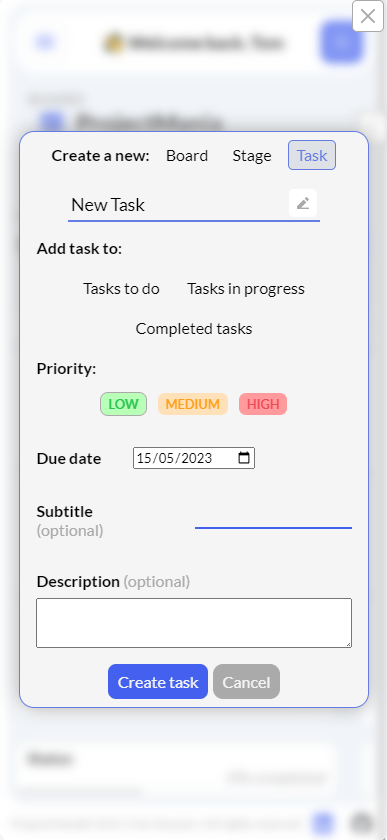 Welcome back, Tom
ProjectMania
Create a new: Board Stage Task
New Task
Add task to:
Tasks to do Tasks in progress
Completed tasks
Priority:
LOW MEDIUM HIGH
Due date 15/05/2023
Subtitle
(optional)
Description (optional)
Create task Cancel
Status